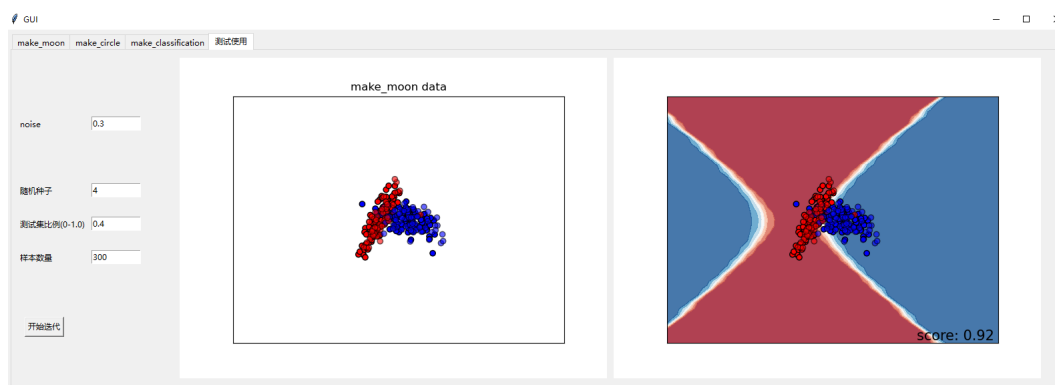 GUI
make_moon make_circle make_classification 测试使用
make_moon data
noise 0.3
随机种子 4
测试集比例(0-1.0) 0.4
样本数量 300
开始迭代
score: 0.92